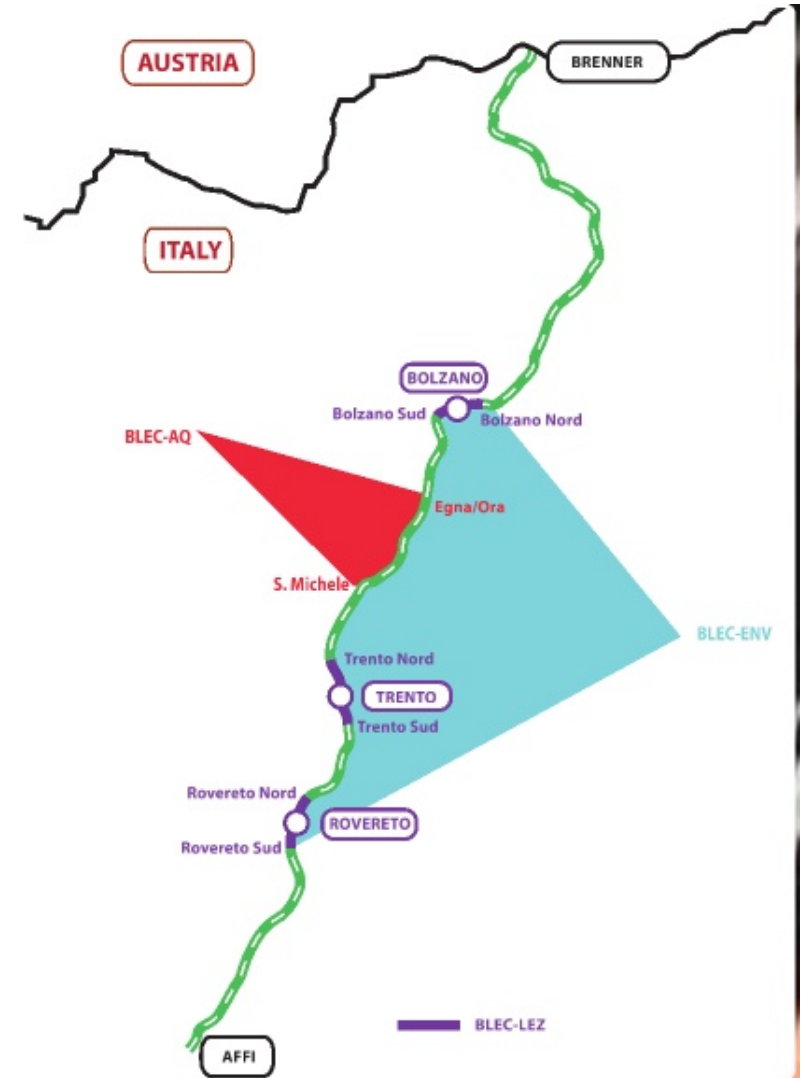 AUSTRIA
BRENNER
ITALY
BOLZANO
Bolzano Sud
Bolzano Nord
BLEC-AQ
Egna/Ora
S. Michele
BLEC-ENV
Trento Nord
TRENTO
Trento Sud
Rovereto Nord
ROVERETO
Rovereto Sud
BLEC-LEZ
AFFI